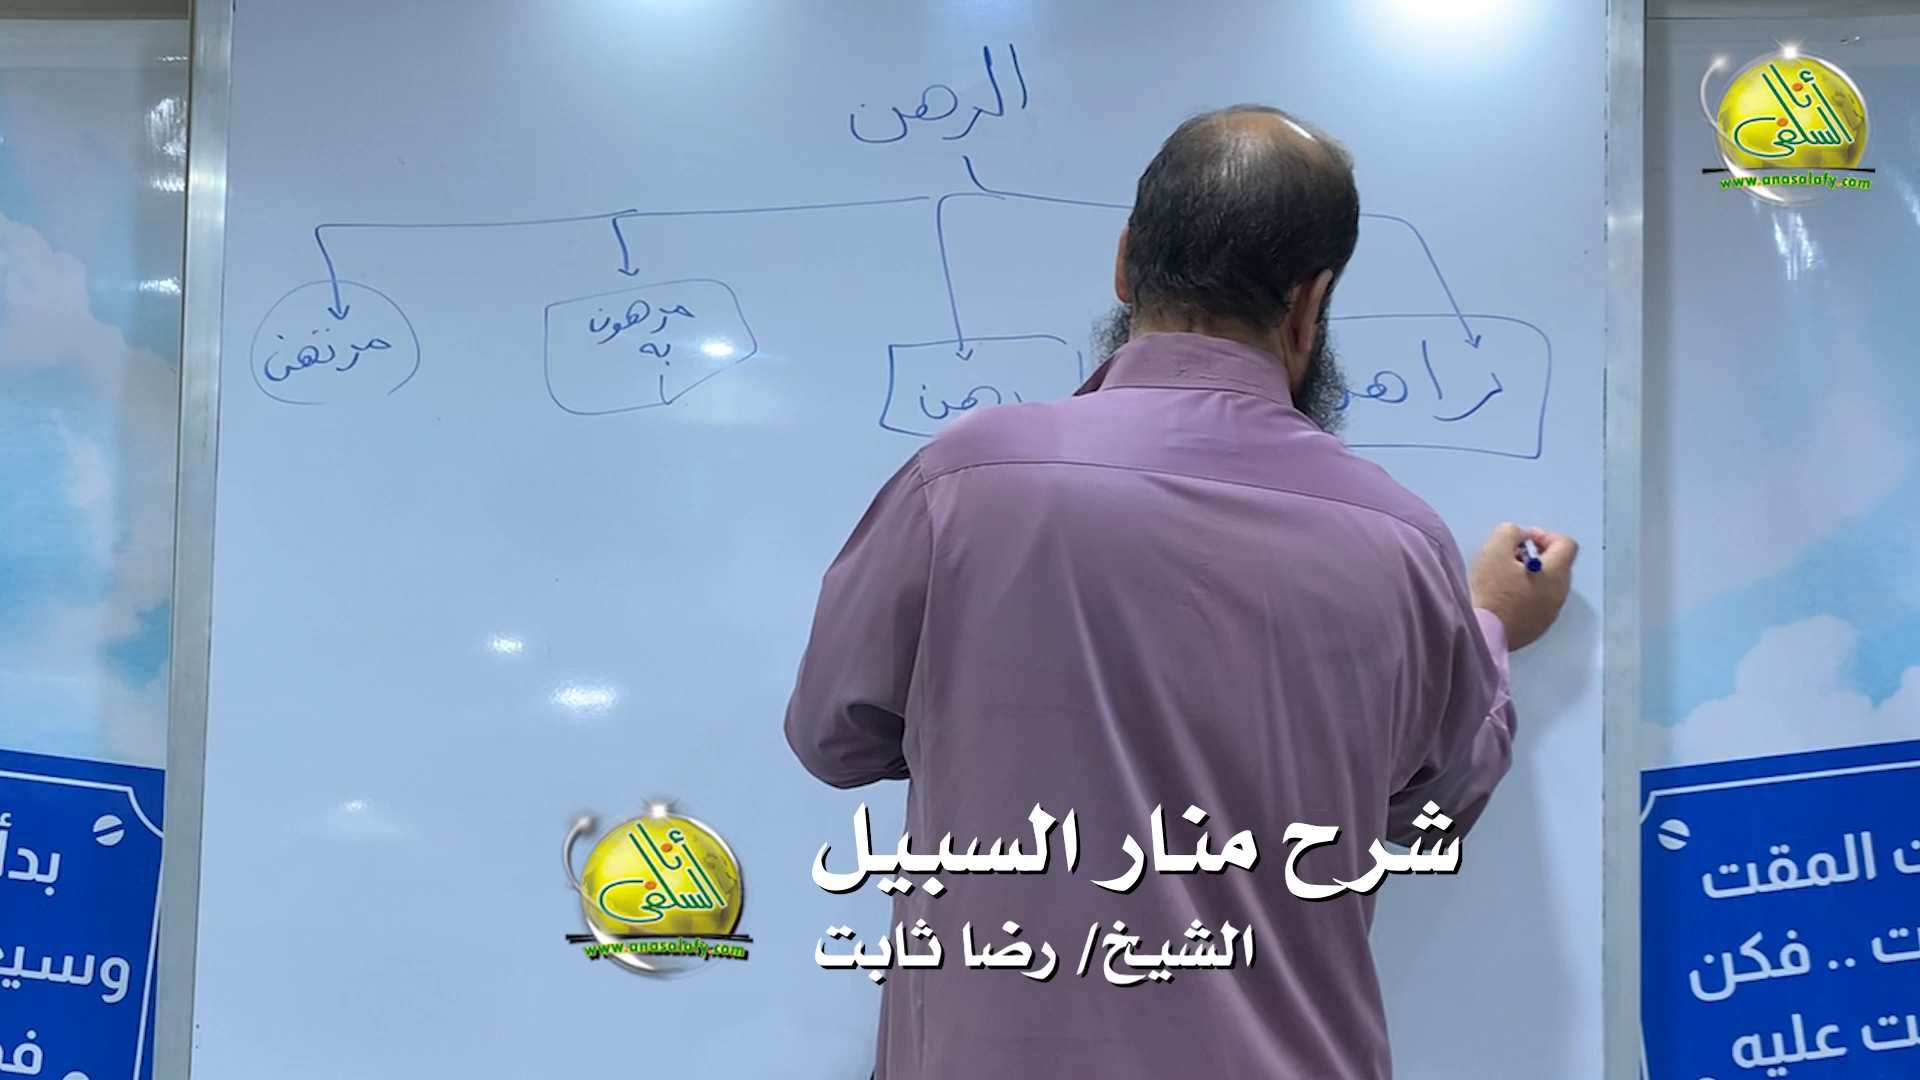 أنا السلفي
www.anasalafy.com
الرهن
راهن
رهن
مرهون
به
مرتهن
شرح منار السبيل
الشيخ/ رضا ثابت
أنا السلفي
www.anasalafy.com
المقت
فكن ..
عليه